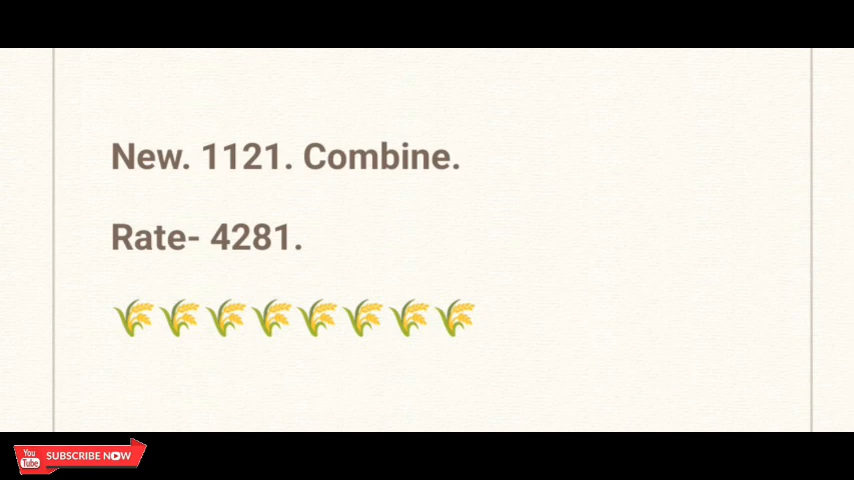 New. 1121. Combine.
Rate- 4281.
🌾🌾🌾🌾🌾🌾🌾🌾
You
Tube
SUBSCRIBE NOW